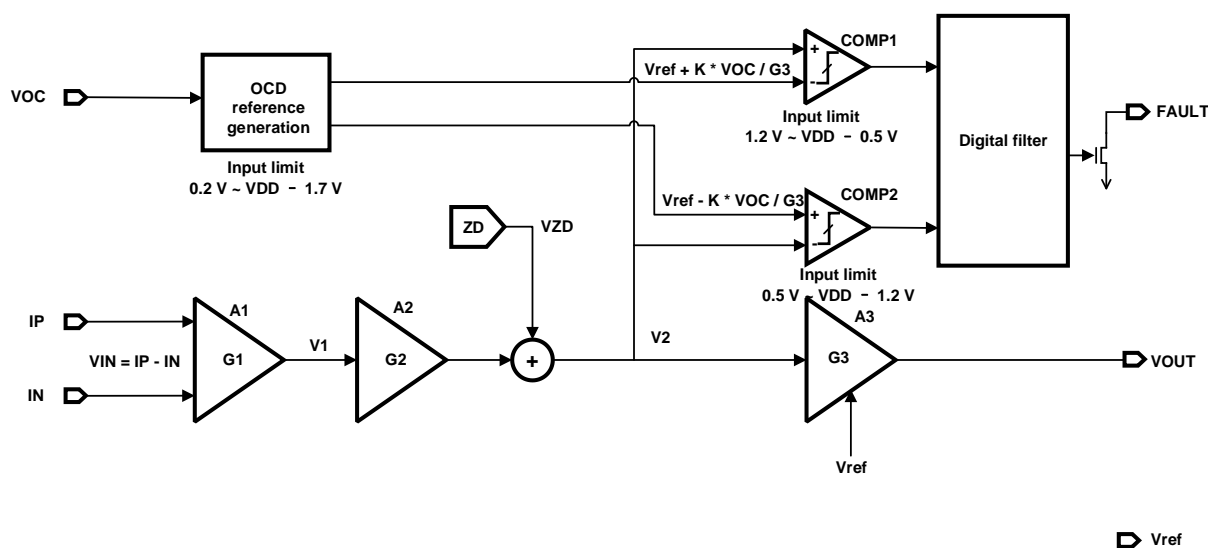 COMP1
+
-
VOC
OCD
reference
generation
Vref + K * VOC / G3
Input limit
1.2 V ~ VDD - 0.5 V
FAULT
Digital filter
Input limit
0.2 V ~ VDD - 1.7 V
Vref - K * VOC / G3
COMP2
+
-
ZD
VZD
Input limit
0.5 V ~ VDD - 1.2 V
IP
A1
A2
A3
VIN = IP - IN
G1
V1
G2
+
V2
G3
VOUT
IN
Vref
Vref